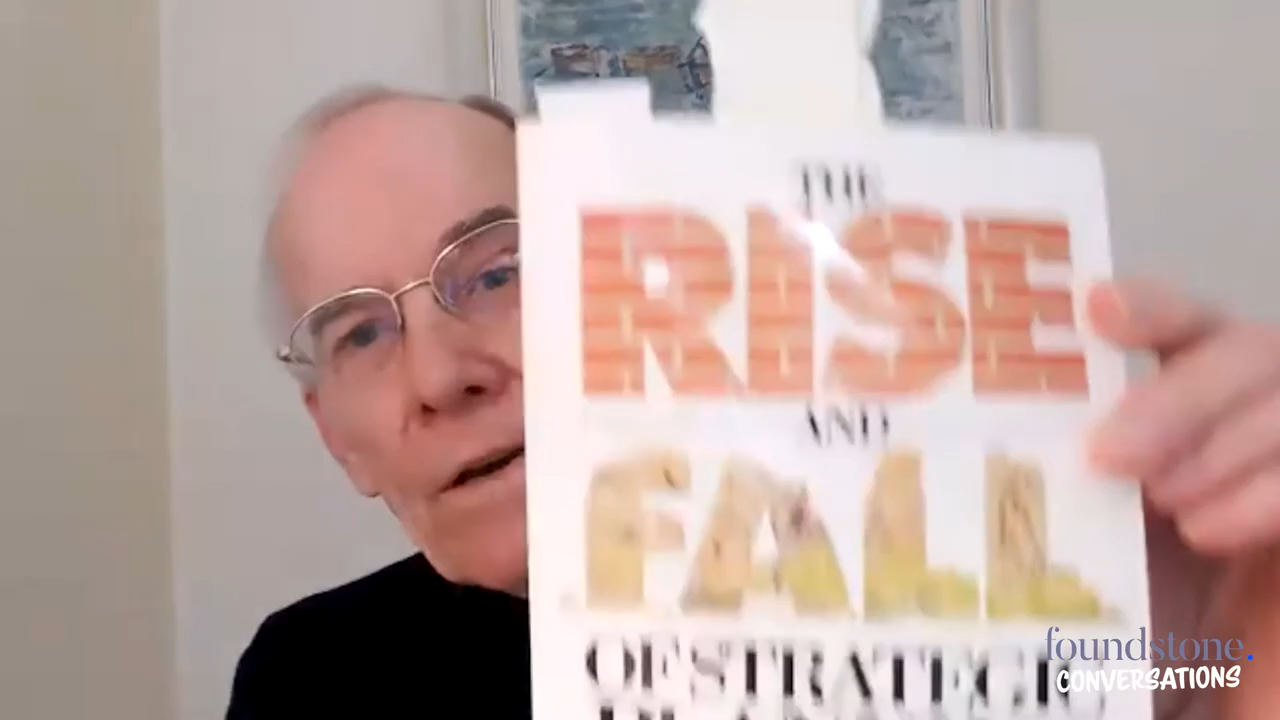 THE
RISE
AND
FALL
OF STRATEGIC
foundstone.
CONVERSATIONS